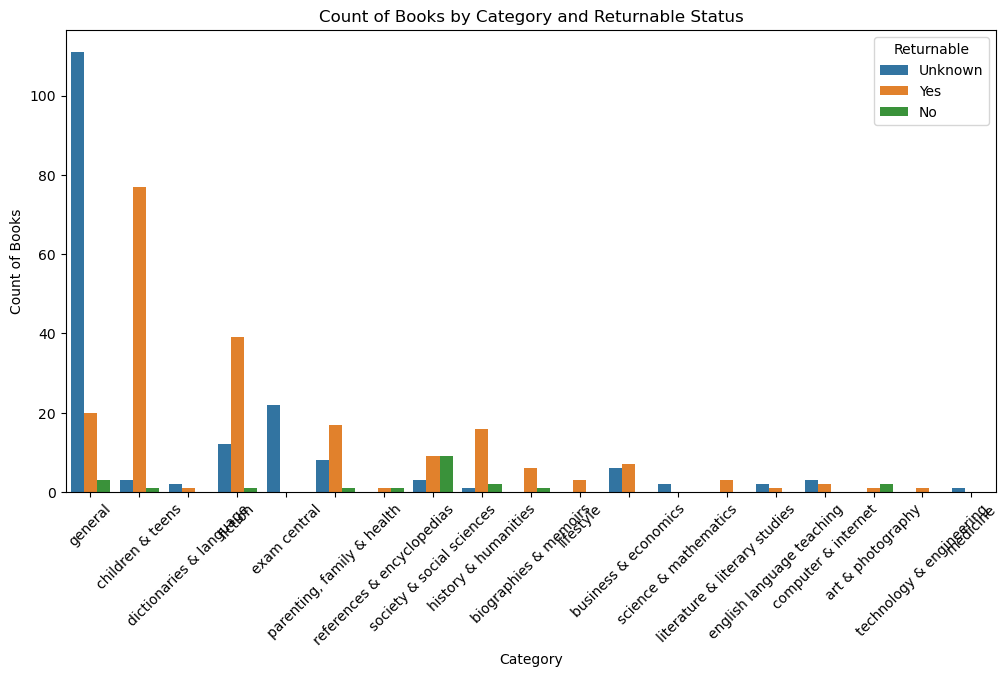 Count of Books by Category and Returnable Status
Returnable
Unknown
Yes
No
Count of Books
100
80
60
40
20
0
general
children & teens
dictionaries & language
fiction
exam central
parenting, family & health
references & encyclopedias
society & social sciences
history & humanities
biographies & memoirs
lifestyle
business & economics
science & mathematics
literature & literary studies
english language teaching
computer & internet
art & photography
technology & engineering
medicine
Category